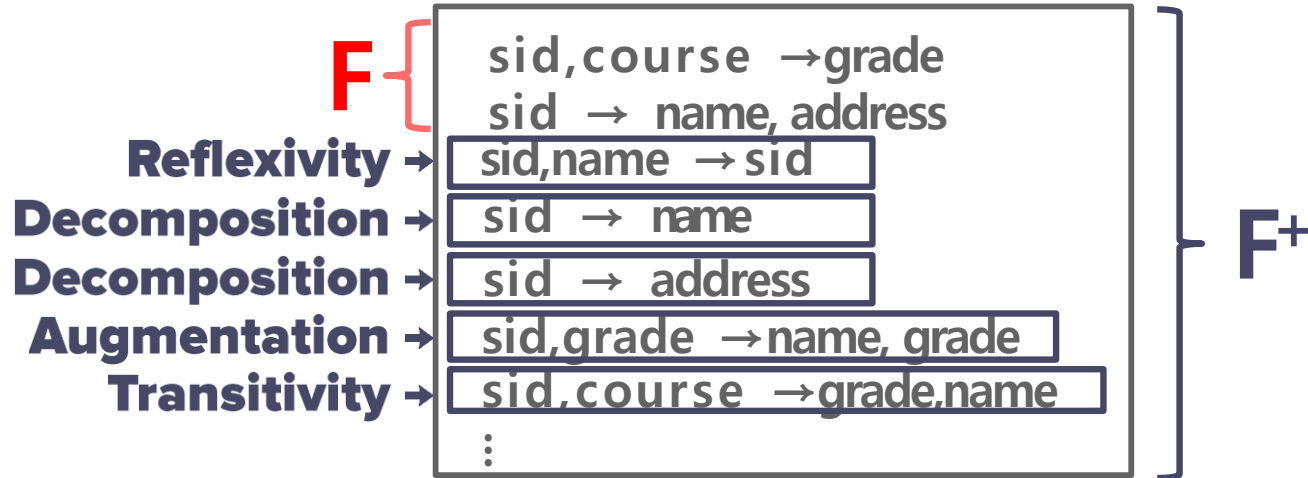 F
sid,course →grade
sid → name, address
Reflexivity → sid,name → sid
Decomposition → sid → name
Decomposition → sid → address
Augmentation → sid,grade →name, grade
Transitivity → sid,course →grade,name
⋮
F+